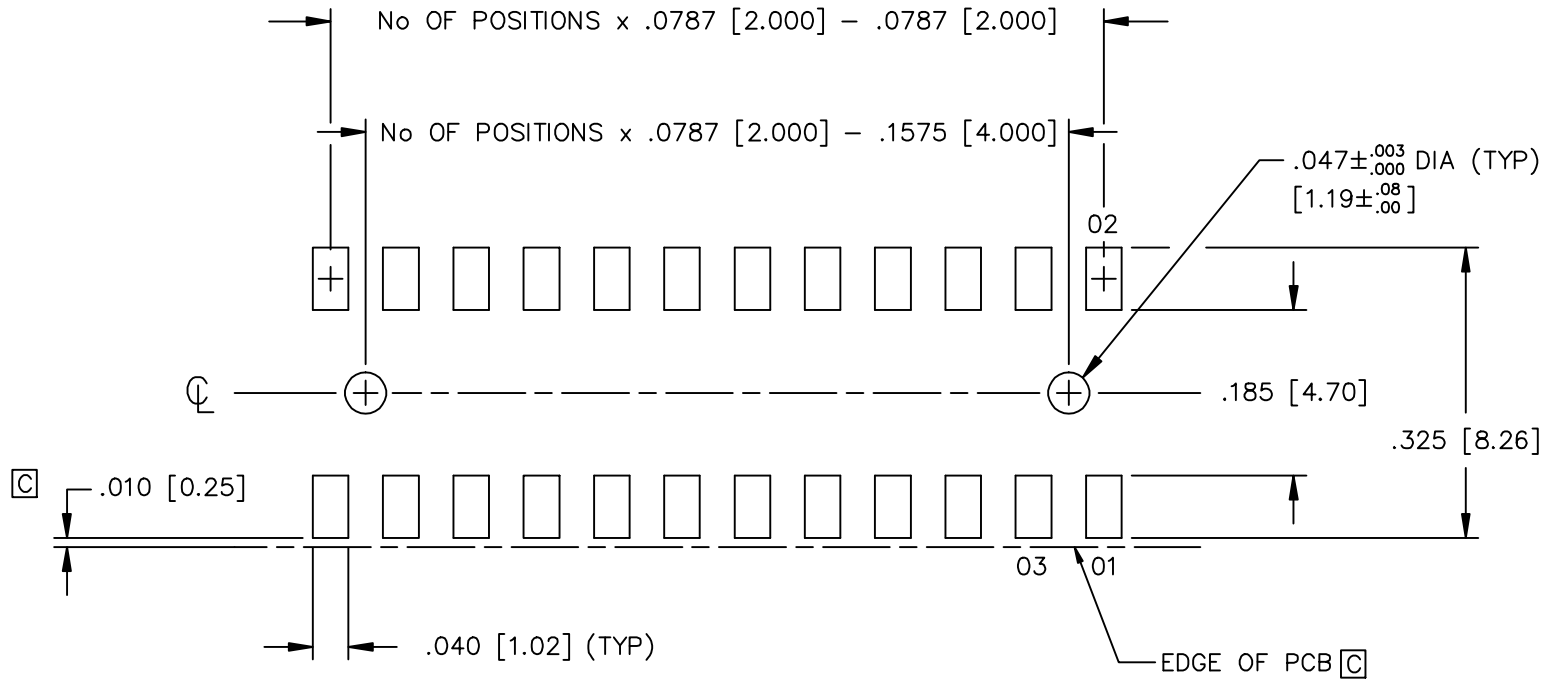 No OF POSITIONS x .0787 [2.000] – .0787 [2.000]
No OF POSITIONS x .0787 [2.000] – .1575 [4.000]
.047±.003 .000 DIA (TYP)
[1.19±.08 .00]
02
℄
.185 [4.70]
.325 [8.26]
C
.010 [0.25]
03 01
.040 [1.02] (TYP)
EDGE OF PCB C